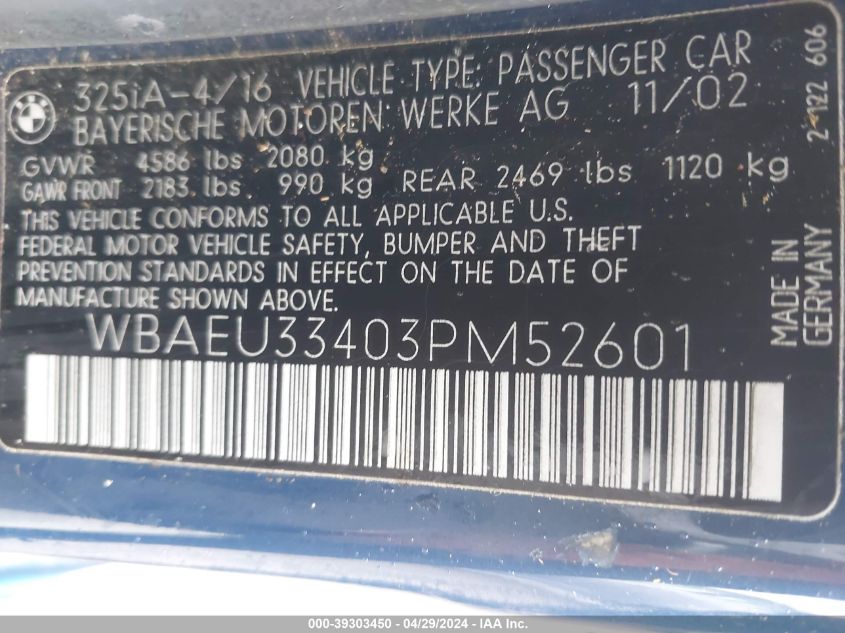 325iA-4/16 VEHICLE TYPE: PASSENGER CAR
BAYERISCHE MOTOREN WERKE AG 11/02
GVWR 4586 lbs 2080 kg
GAWR FRONT 2183 lbs 990 kg REAR 2469 lbs 1120 kg
THIS VEHICLE CONFORMS TO ALL APPLICABLE U.S.
FEDERAL MOTOR VEHICLE SAFETY, BUMPER AND THEFT
PREVENTION STANDARDS IN EFFECT ON THE DATE OF
MANUFACTURE SHOWN ABOVE.
WBAEU33403PM52601
2 122 606
MADE IN
GERMANY
000-39303450 - 04/29/2024 - IAAI Inc.